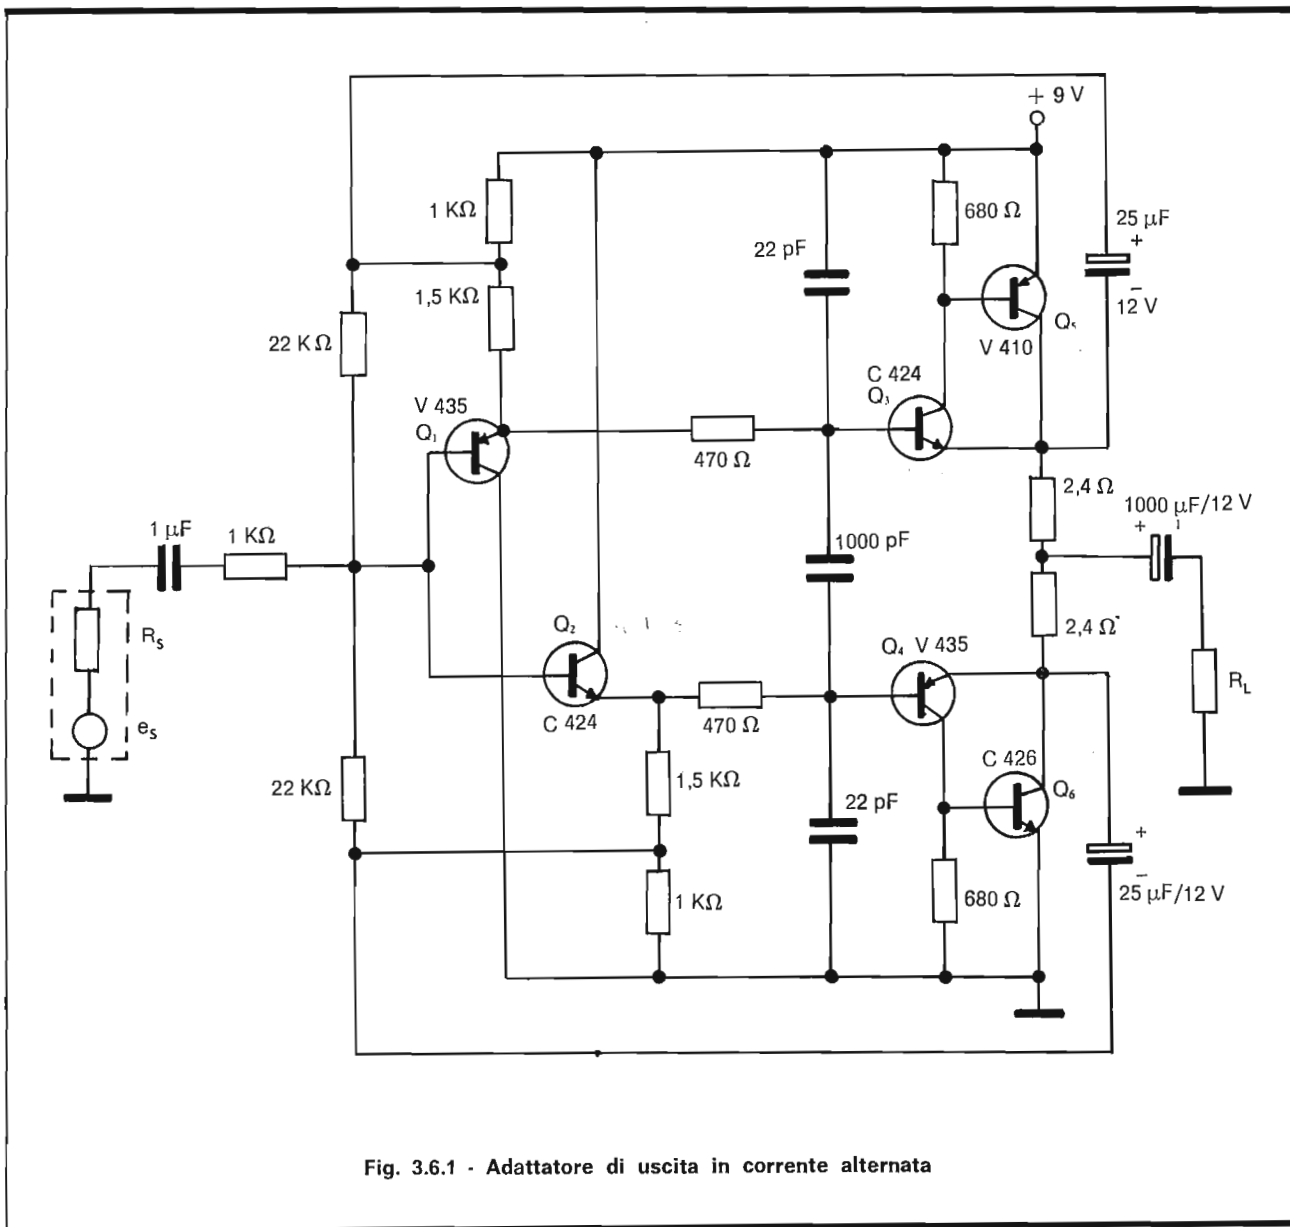 + 9 V
1 KΩ
680 Ω
25 μF
+
22 pF
1,5 KΩ
−
12 V
22 K Ω
Q₅
V 410
C 424
Q₃
V 435
Q₁
470 Ω
2,4 Ω
1000 μF/12 V
+
1 μF
1 KΩ
1000 pF
Q₂
2,4 Ω
Rs
Q₄ V 435
RL
es
C 424
470 Ω
C 426
22 KΩ
1,5 KΩ
22 pF
Q₆
+
−
25 μF/12 V
1 KΩ
680 Ω
Fig. 3.6.1 - Adattatore di uscita in corrente alternata